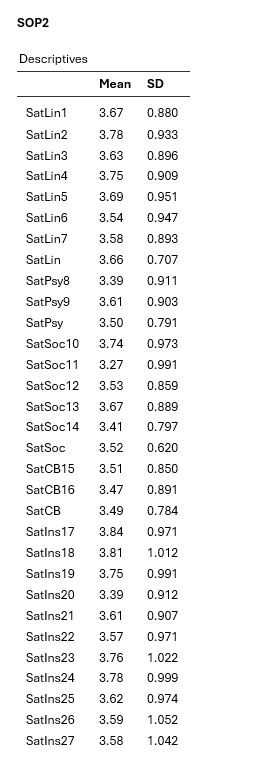 SOP2
Descriptives
Mean SD
SatLin1 3.67 0.880
SatLin2 3.78 0.933
SatLin3 3.63 0.896
SatLin4 3.75 0.909
SatLin5 3.69 0.951
SatLin6 3.54 0.947
SatLin7 3.58 0.893
SatLin 3.66 0.707
SatPsy8 3.39 0.911
SatPsy9 3.61 0.903
SatPsy 3.50 0.791
SatSoc10 3.74 0.973
SatSoc11 3.27 0.991
SatSoc12 3.53 0.859
SatSoc13 3.67 0.889
SatSoc14 3.41 0.797
SatSoc 3.52 0.620
SatCB15 3.51 0.850
SatCB16 3.47 0.891
SatCB 3.49 0.784
SatIns17 3.84 0.971
SatIns18 3.81 1.012
SatIns19 3.75 0.991
SatIns20 3.39 0.912
SatIns21 3.61 0.907
SatIns22 3.57 0.971
SatIns23 3.76 1.022
SatIns24 3.78 0.999
SatIns25 3.62 0.974
SatIns26 3.59 1.052
SatIns27 3.58 1.042